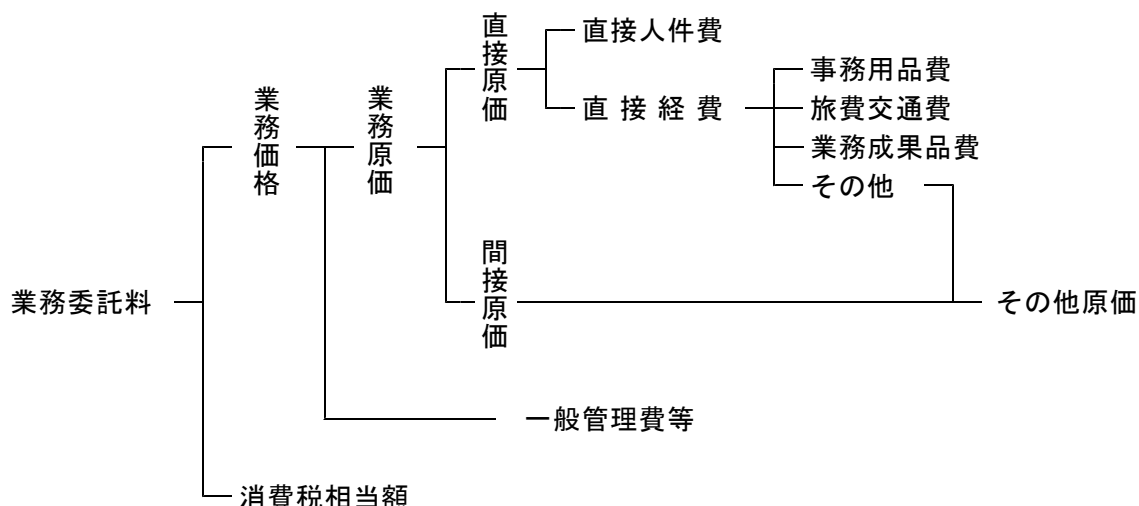 業務委託料
業務価格
消費税相当額
業務原価
一般管理費等
直接原価
間接原価
直接人件費
直接経費
事務用品費
旅費交通費
業務成果品費
その他
その他原価